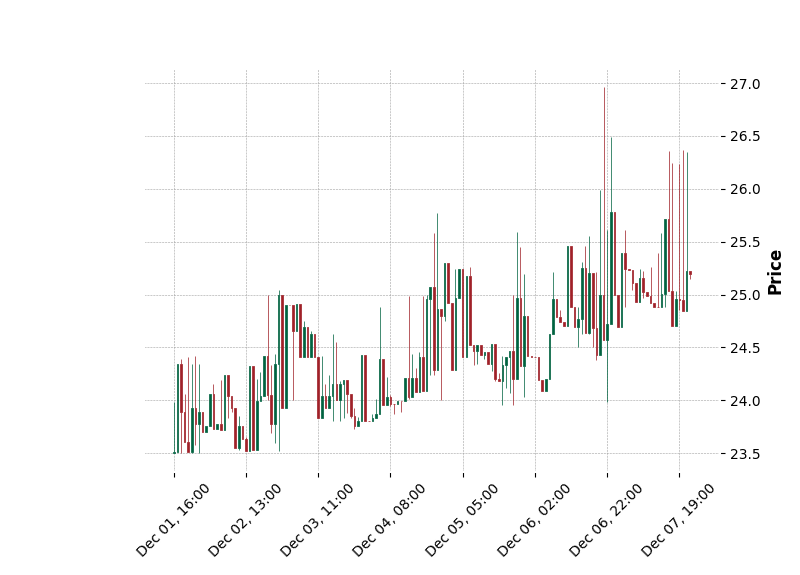 27.0
26.5
26.0
25.5
25.0
24.5
24.0
23.5
Price
Dec 01, 16:00
Dec 02, 13:00
Dec 03, 11:00
Dec 04, 08:00
Dec 05, 05:00
Dec 06, 02:00
Dec 06, 22:00
Dec 07, 19:00